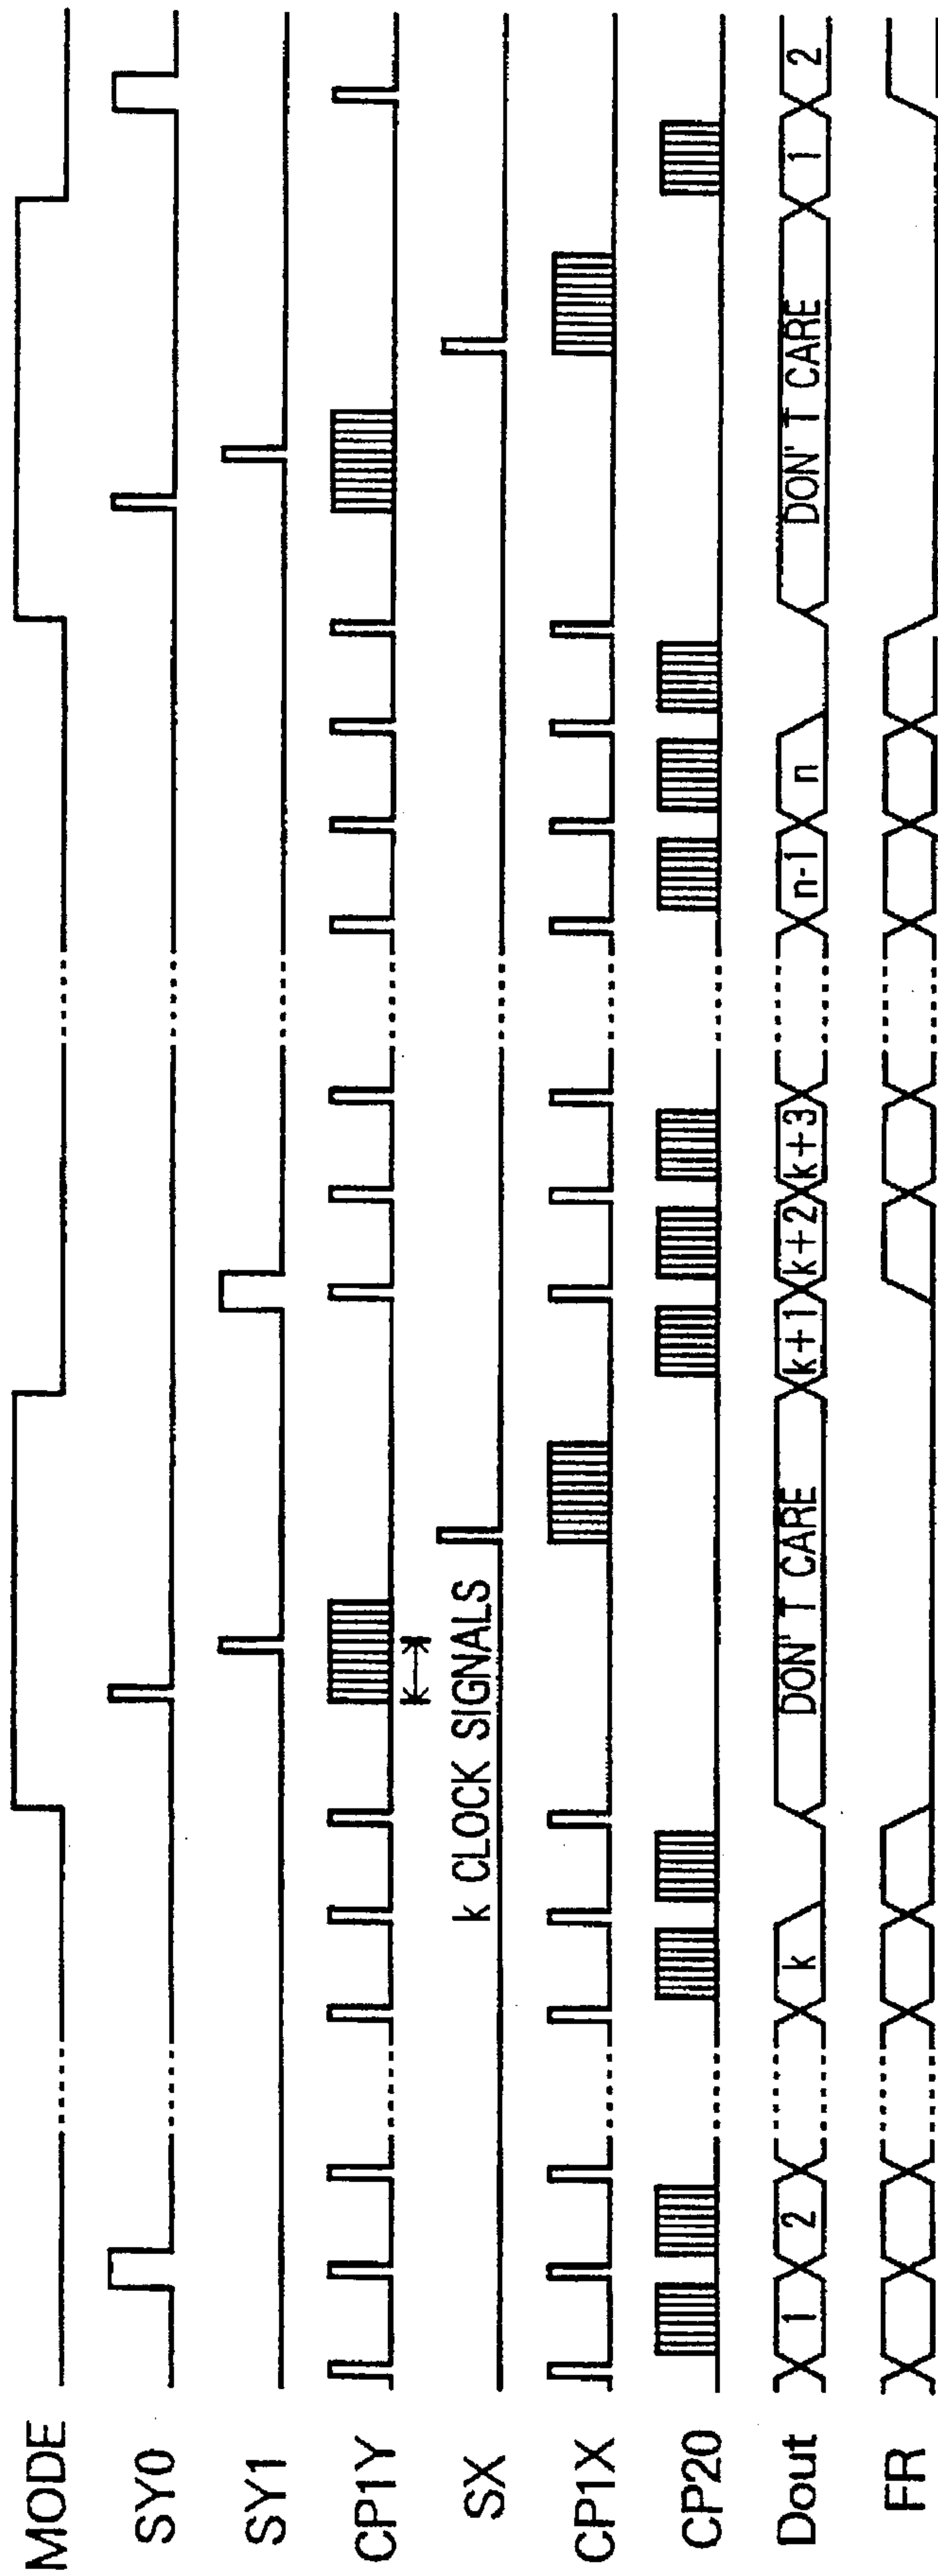 MODE
SY0
SY1
CP1Y
k CLOCK SIGNALS
SX
CP1X
CP20
Dout 1 2 k DON'T CARE k+1 k+2 k+3 n-1 n DON'T CARE 1 2
FR